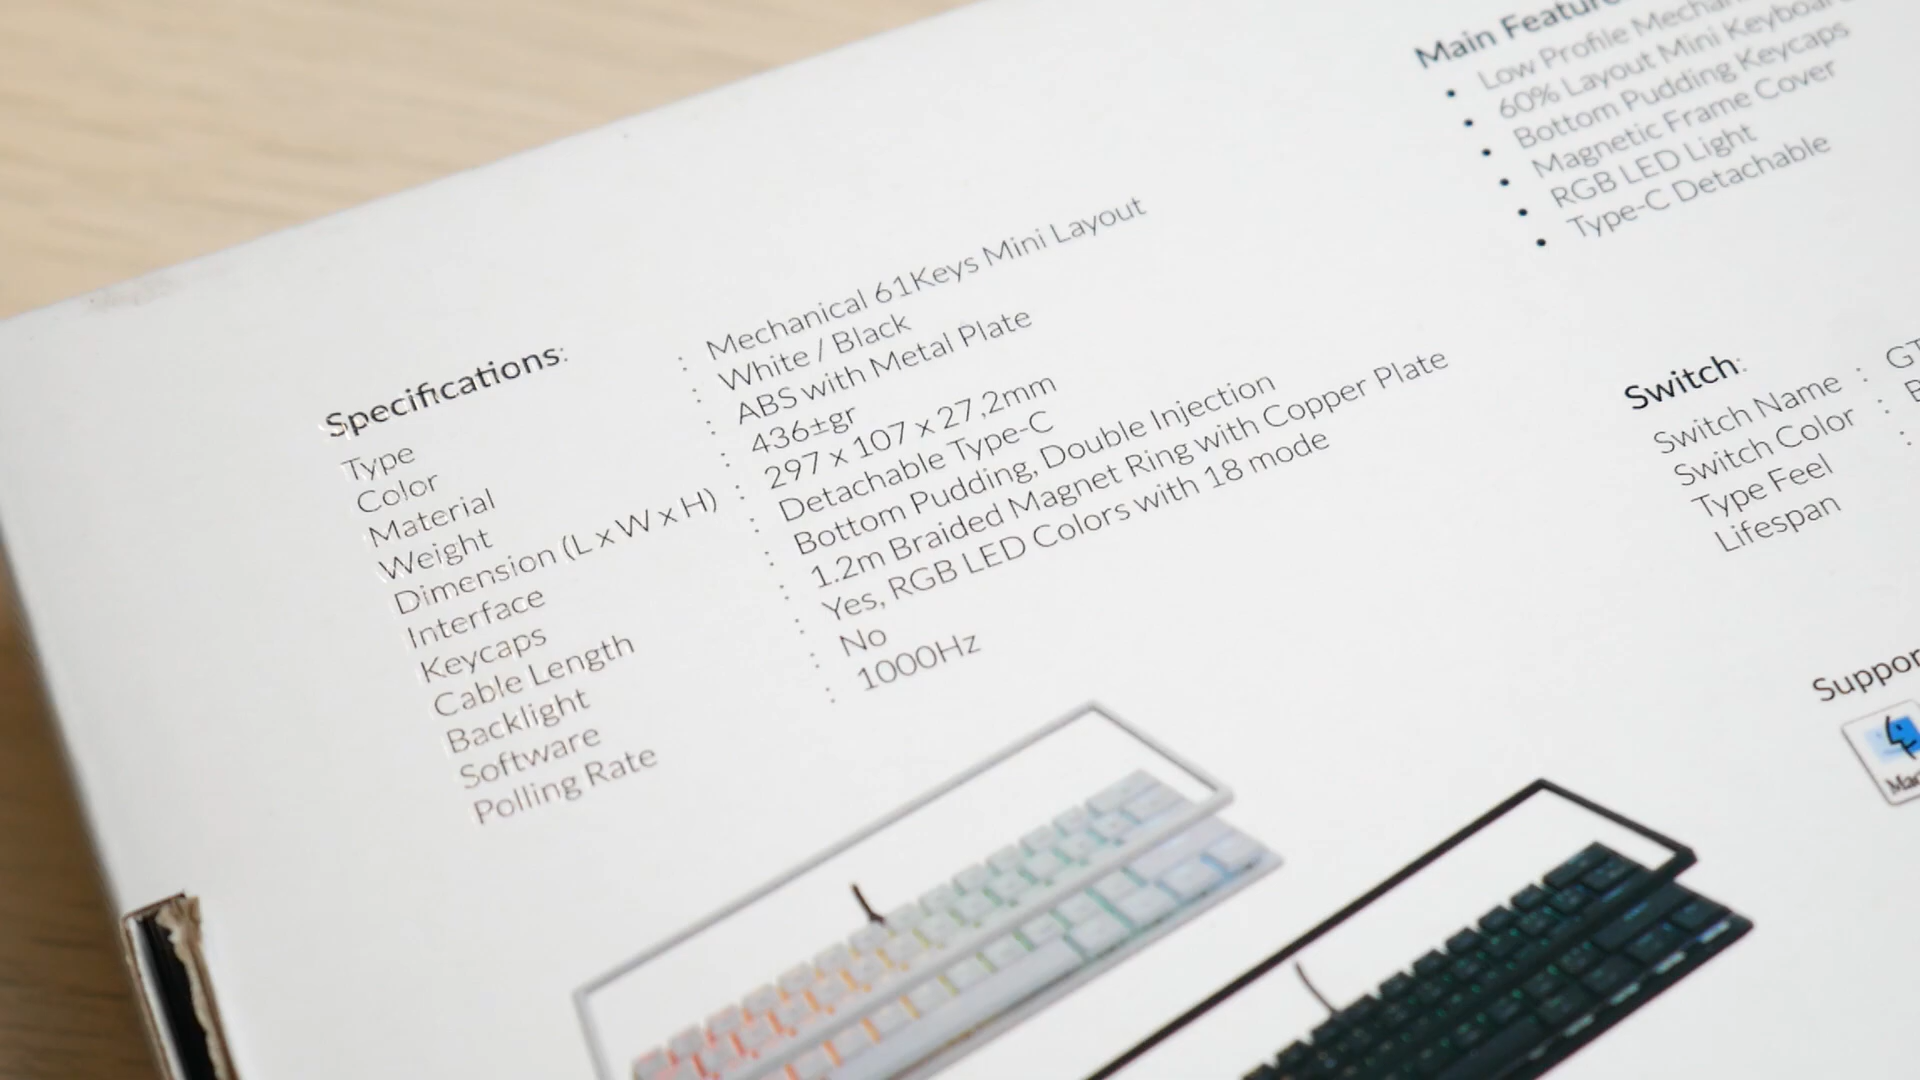 Main
Low Profile
60% Layout Mini
Bottom Pudding Keycaps
Magnetic Frame Cover
RGB LED Light
Type-C Detachable
Specifications:
Type : Mechanical 61Keys Mini Layout
Color : White / Black
Material : ABS with Metal Plate
Weight : 436±gr
Dimension (L x W x H) : 297 x 107 x 27,2mm
Interface : Detachable Type-C
Keycaps : Bottom Pudding, Double Injection
Cable Length : 1.2m Braided Magnet Ring with Copper Plate
Backlight : Yes, RGB LED Colors with 18 mode
Software : No
Polling Rate : 1000Hz
Switch:
Switch Name :
Switch Color :
Type Feel :
Lifespan